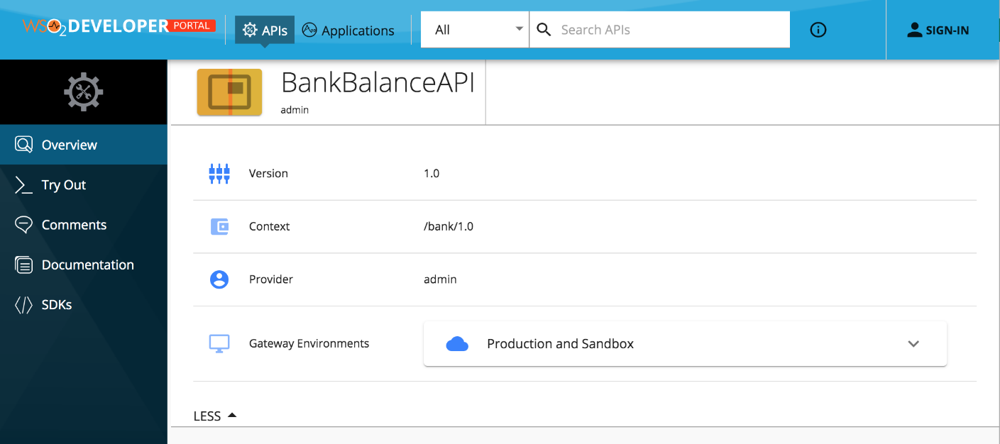 WSO2 DEVELOPER PORTAL
APIs
Applications
All
Search APIs
SIGN-IN
BankBalanceAPI
admin
Overview
Try Out
Comments
Documentation
SDKs
Version 1.0
Context /bank/1.0
Provider admin
Gateway Environments Production and Sandbox
LESS